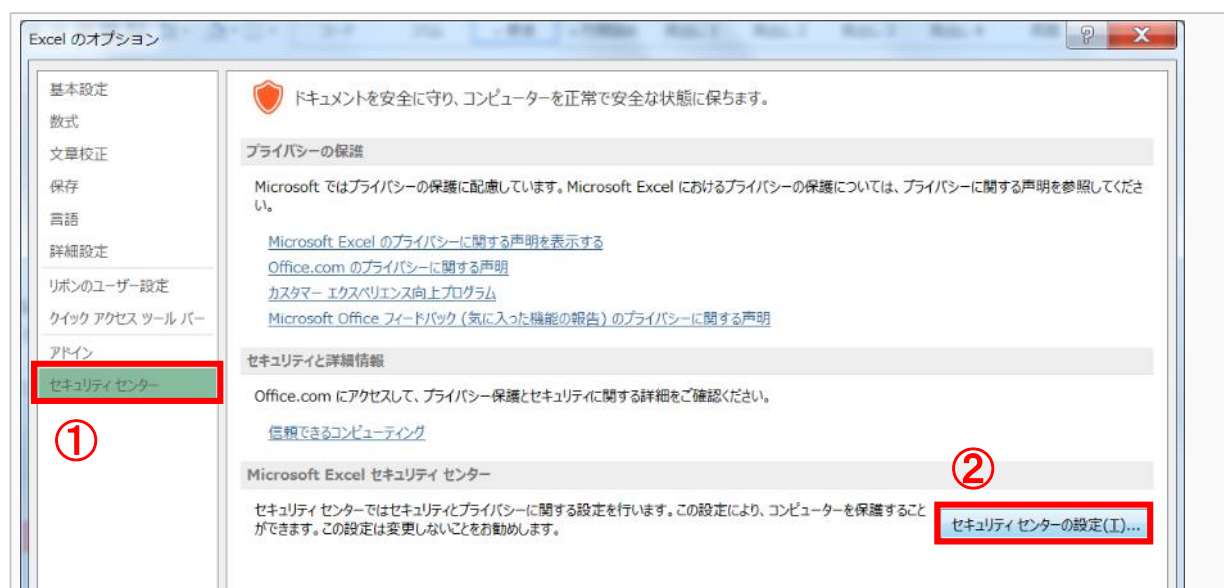 Excel のオプション
基本設定
数式
文章校正
保存
言語
詳細設定
リボンのユーザー設定
クイック アクセス ツール バー
アドイン
セキュリティ センター
①
ドキュメントを安全に守り、コンピューターを正常で安全な状態に保ちます。
プライバシーの保護
Microsoft ではプライバシーの保護に配慮しています。Microsoft Excel におけるプライバシーの保護については、プライバシーに関する声明を参照してくださ
い。
Microsoft Excel のプライバシーに関する声明を表示する
Office.com のプライバシーに関する声明
カスタマー エクスペリエンス向上プログラム
Microsoft Office フィードバック (気に入った機能の報告) のプライバシーに関する声明
セキュリティと詳細情報
Office.com にアクセスして、プライバシー保護とセキュリティに関する詳細をご確認ください。
信頼できるコンピューティング
Microsoft Excel セキュリティ センター
②
セキュリティ センターではセキュリティとプライバシーに関する設定を行います。この設定により、コンピューターを保護すること
ができます。この設定は変更しないことをお勧めします。
セキュリティ センターの設定(T)...